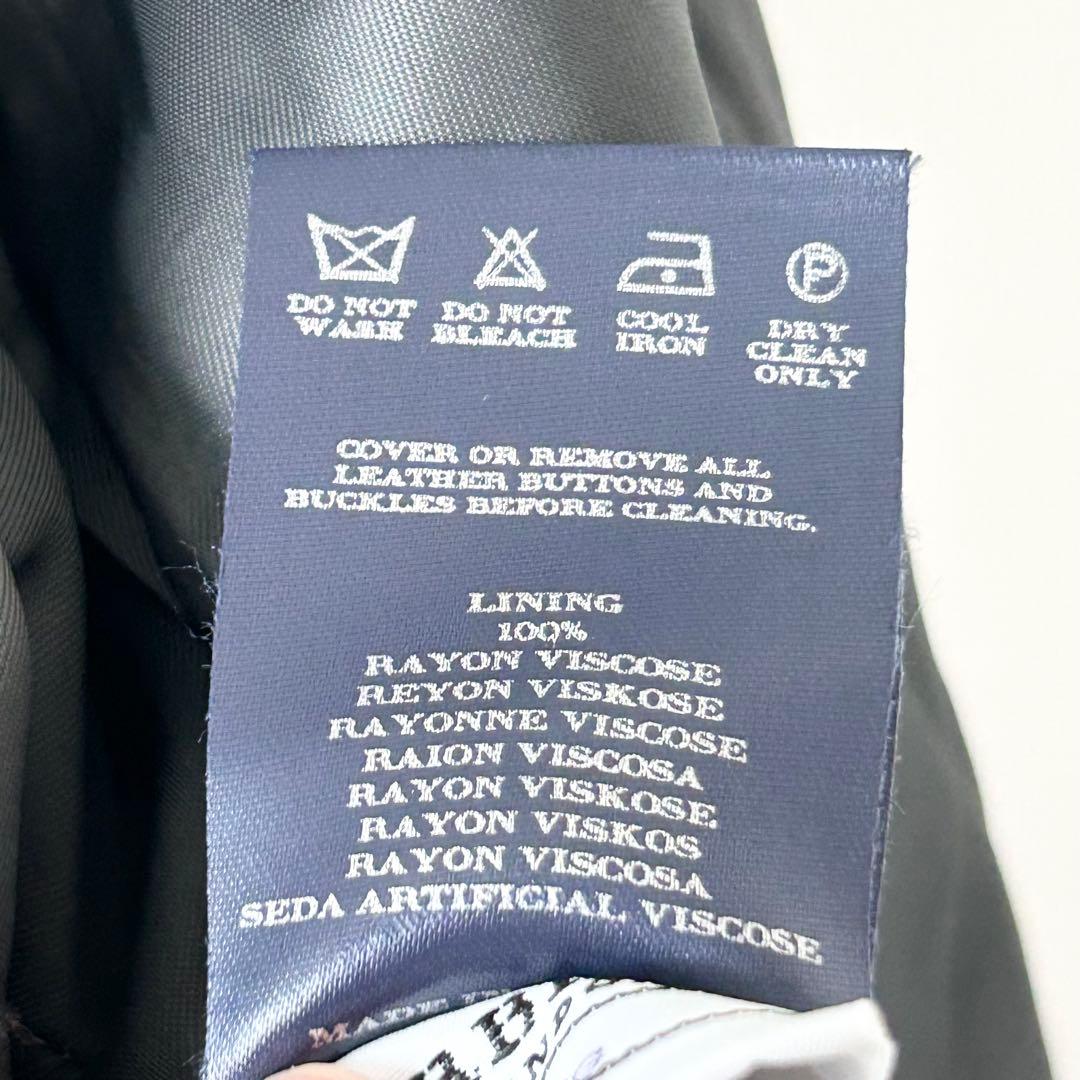 DO NOT
WASH
DO NOT
BLEACH
COOL
IRON
P
DRY
CLEAN
ONLY
COVER OR REMOVE ALL
LEATHER BUTTONS AND
BUCKLES BEFORE CLEANING.
LINING
100%
RAYON VISCOSE
REYON VISKOSE
RAYONNE VISCOSE
RAION VISCOSA
RAYON VISKOSE
RAYON VISKOS
RAYON VISCOSA
SEDA ARTIFICIAL VISCOSE
MADE